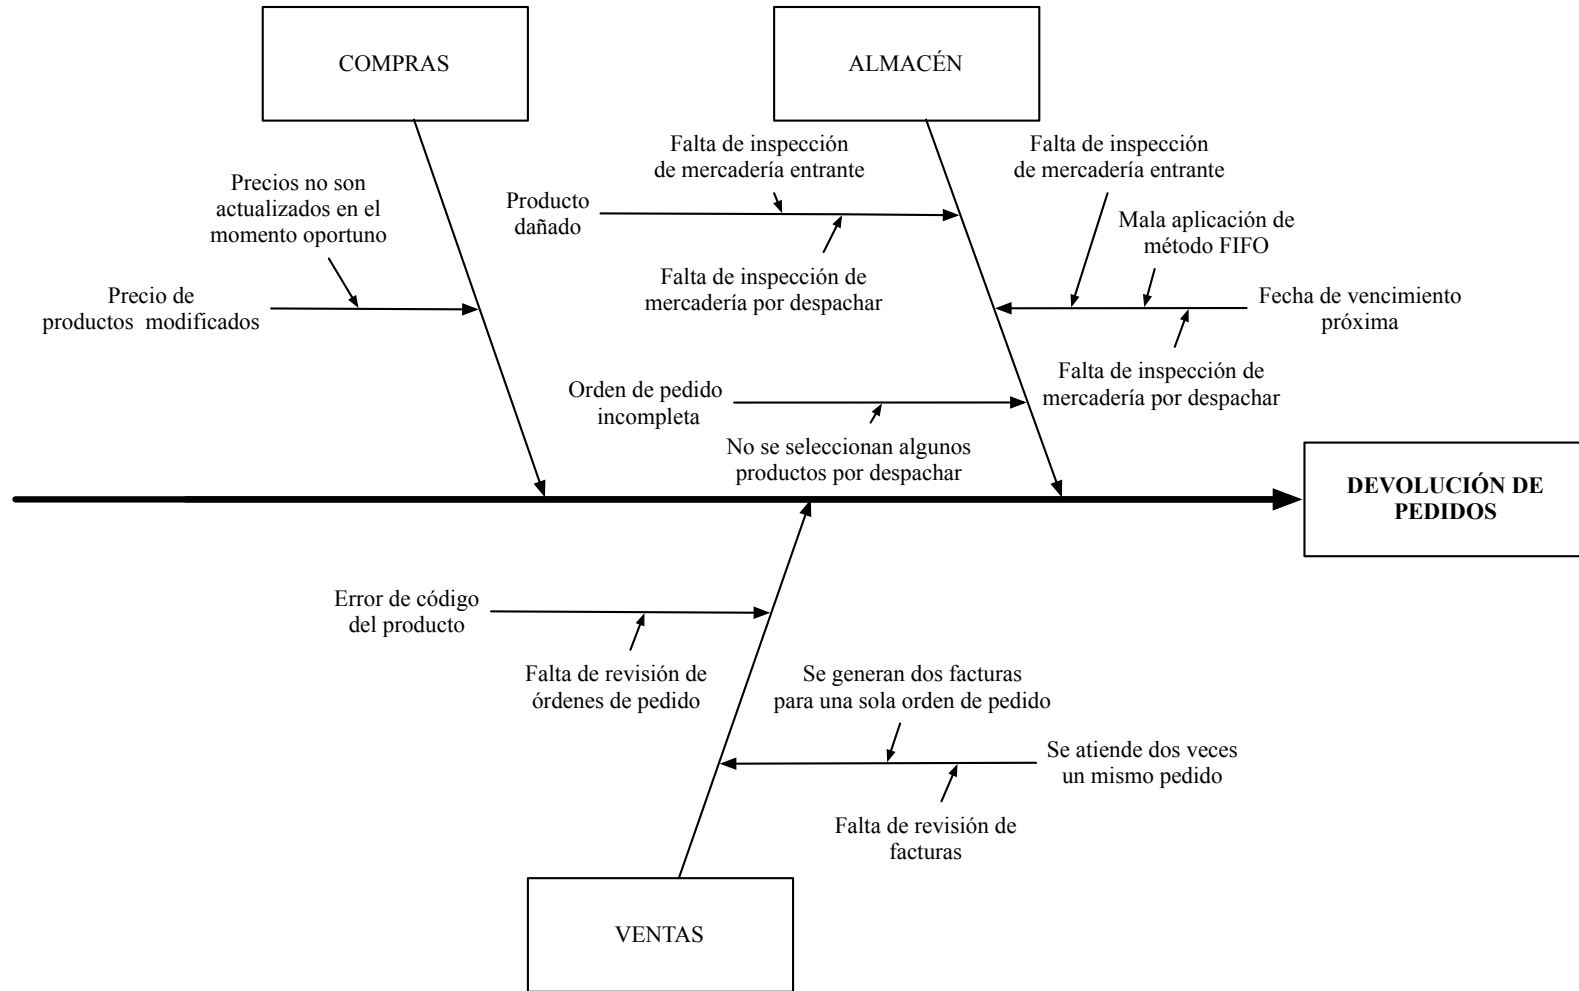 COMPRAS
ALMACÉN
Falta de inspección
de mercadería entrante
Falta de inspección
de mercadería entrante
Precios no son
actualizados en el
momento oportuno
Producto
dañado
Mala aplicación de
método FIFO
Falta de inspección de
mercadería por despachar
Precio de
productos  modificados
Fecha de vencimiento
próxima
Falta de inspección de
mercadería por despachar
Orden de pedido
incompleta
No se seleccionan algunos
productos por despachar
DEVOLUCIÓN DE
PEDIDOS
Error de código
del producto
Falta de revisión de
órdenes de pedido
Se generan dos facturas
para una sola orden de pedido
Se atiende dos veces
un mismo pedido
Falta de revisión de
facturas
VENTAS